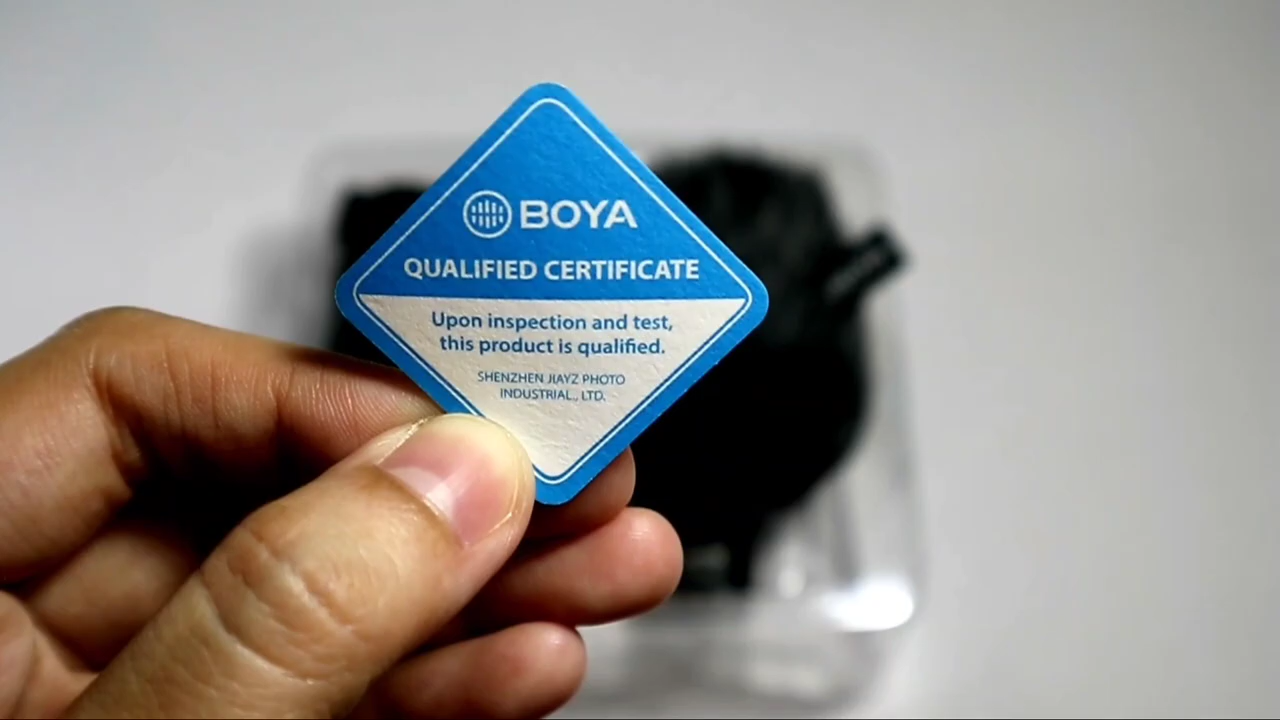 BOYA
QUALIFIED CERTIFICATE
Upon inspection and test,
this product is qualified.
SHENZHEN JIAYZ PHOTO
INDUSTRIAL., LTD.